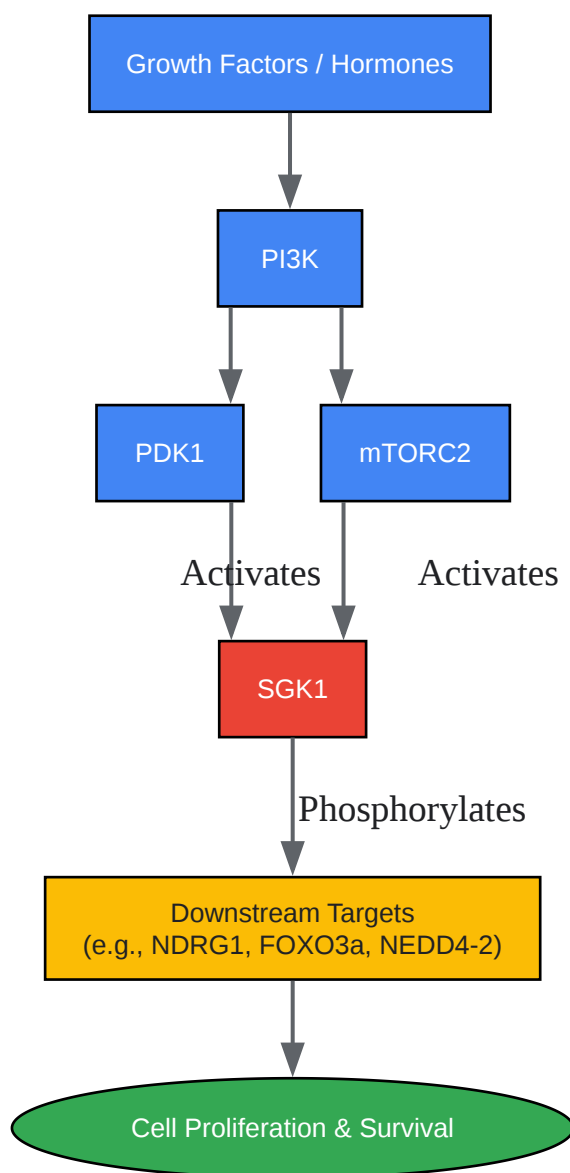 Growth Factors / Hormones
PI3K
PDK1
mTORC2
Activates
Activates
SGK1
Phosphorylates
Downstream Targets
(e.g., NDRG1, FOXO3a, NEDD4-2)
Cell Proliferation & Survival